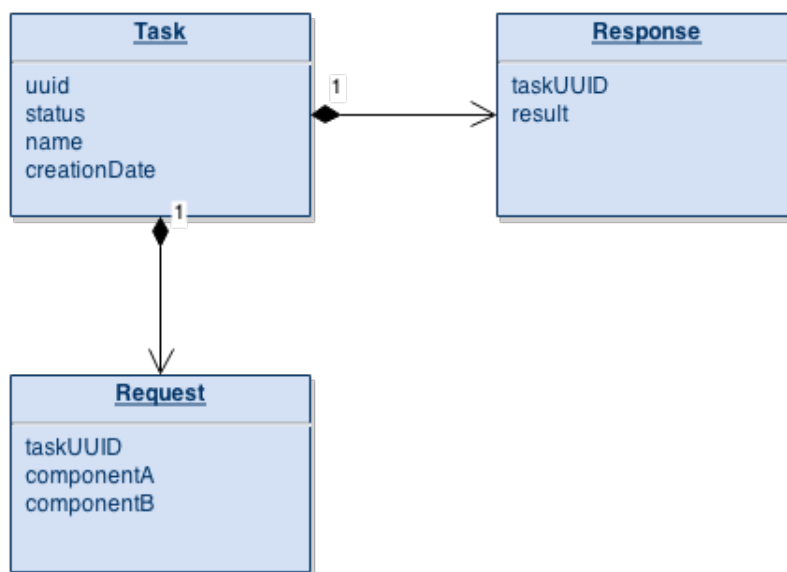 Task
uuid
status
name
creationDate
1
Response
taskUUID
result
1
Request
taskUUID
componentA
componentB